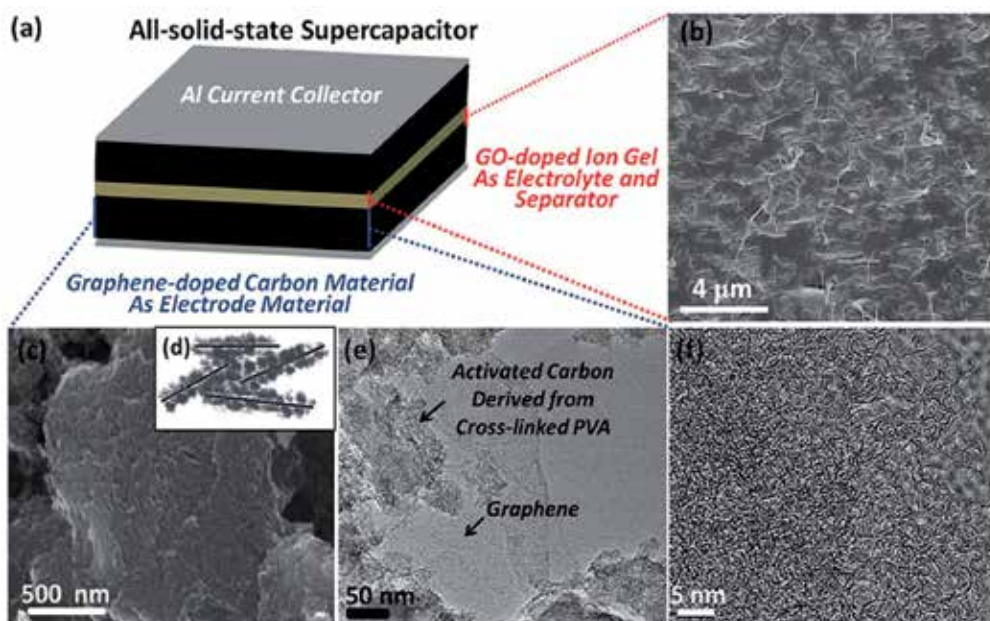 (a)
All-solid-state Supercapacitor
Al Current Collector
GO-doped Ion Gel
As Electrolyte and
Separator
Graphene-doped Carbon Material
As Electrode Material
(b)
4 μm
(c)
500 nm
(d)
(e)
Activated Carbon
Derived from
Cross-linked PVA
Graphene
50 nm
(f)
5 nm